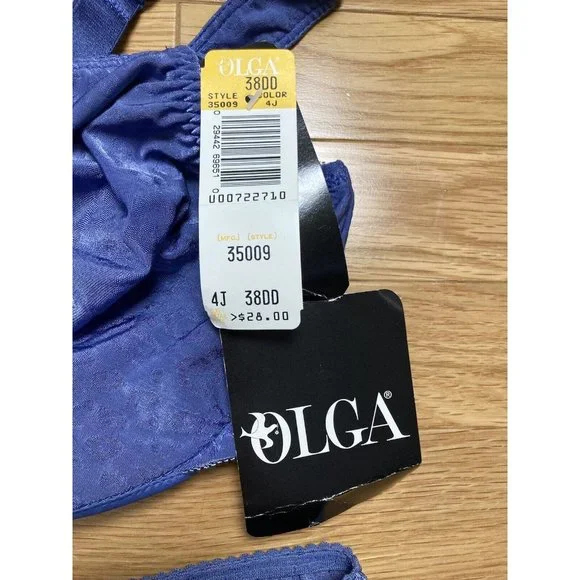 OLGA®
38DD
STYLE COLOR
35009 4J
0 29442 69651 0
U00722710
(MFG.) (STYLE)
35009
4J 38DD
>$28.00
OLGA®